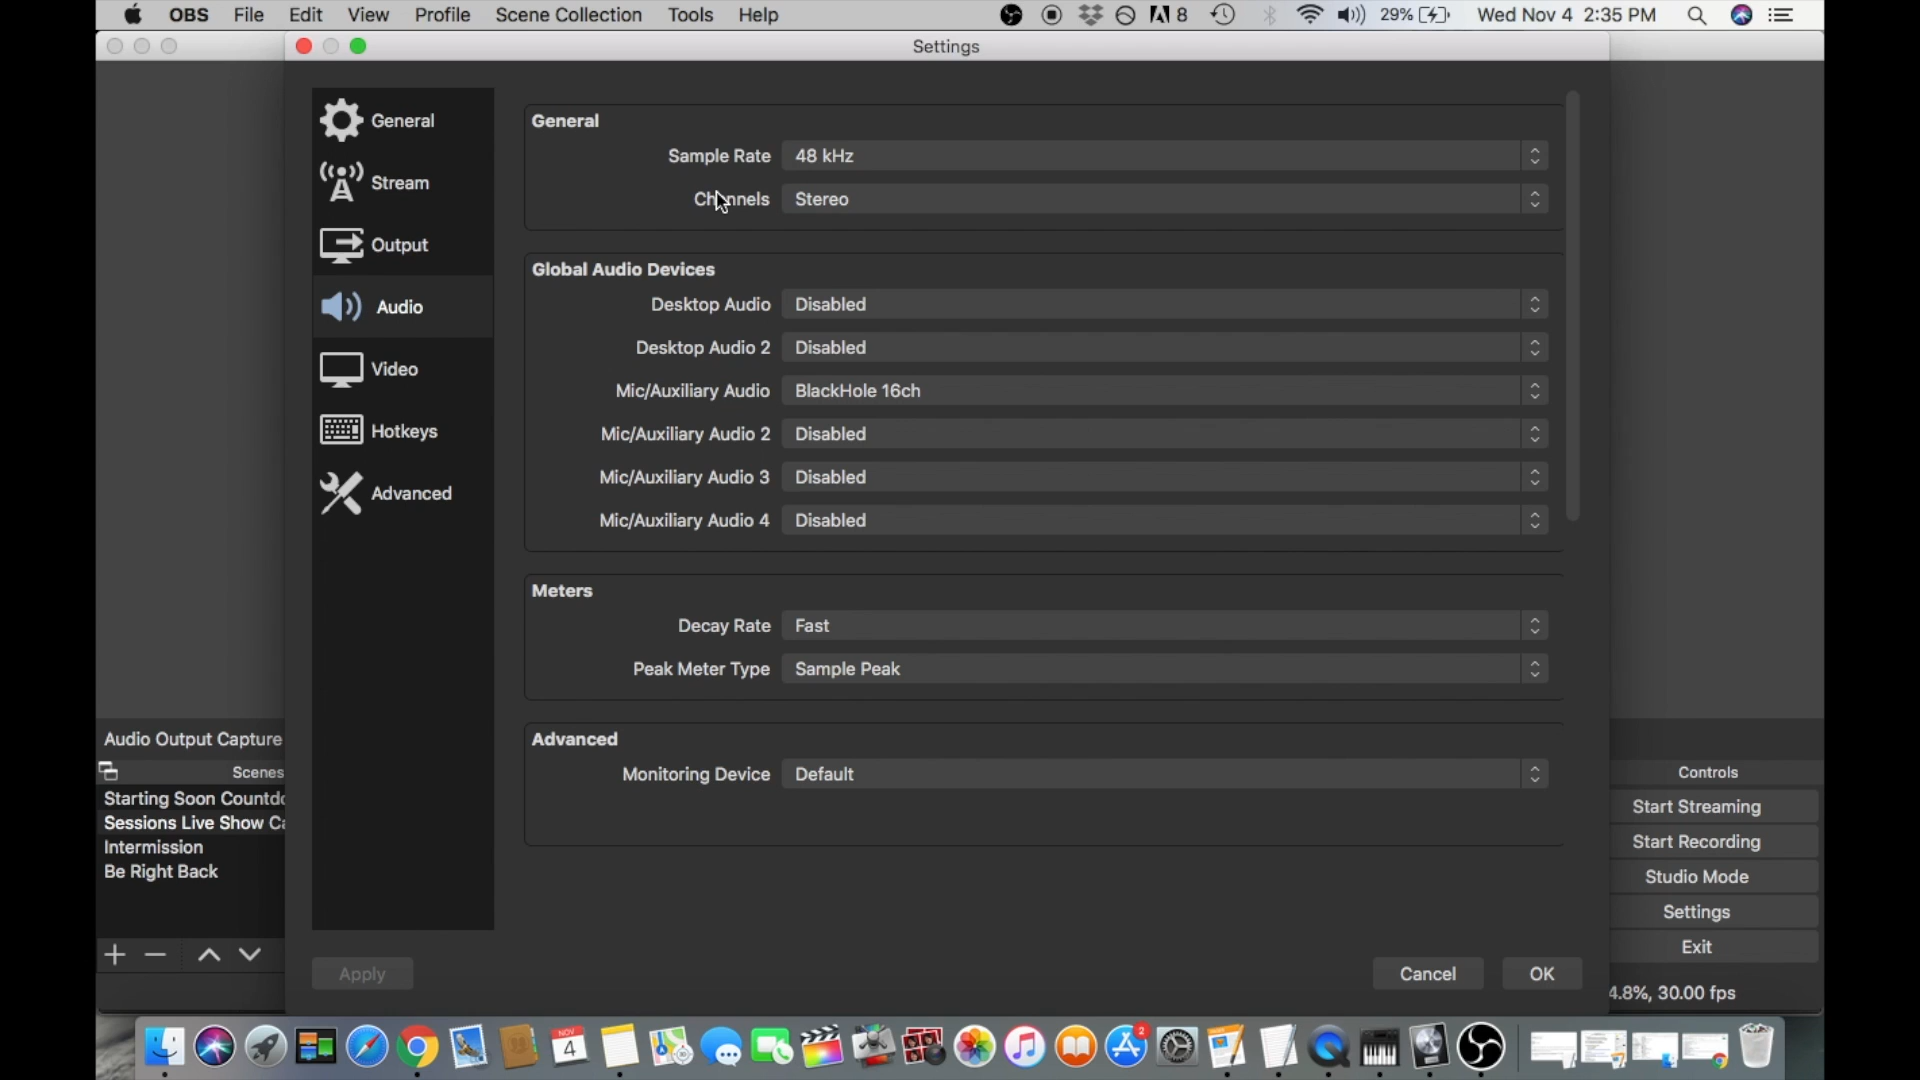 OBS File Edit View Profile Scene Collection Tools Help 8 29% Wed Nov 4 2:35 PM
Settings
General
Stream
Output
Audio
Video
Hotkeys
Advanced
General
Sample Rate 48 kHz
Channels Stereo
Global Audio Devices
Desktop Audio Disabled
Desktop Audio 2 Disabled
Mic/Auxiliary Audio BlackHole 16ch
Mic/Auxiliary Audio 2 Disabled
Mic/Auxiliary Audio 3 Disabled
Mic/Auxiliary Audio 4 Disabled
Meters
Decay Rate Fast
Peak Meter Type Sample Peak
Advanced
Monitoring Device Default
Apply Cancel OK
Audio Output Capture
Scenes
Starting Soon Countd
Sessions Live Show Ca
Intermission
Be Right Back
Controls
Start Streaming
Start Recording
Studio Mode
Settings
Exit
4.8%, 30.00 fps
NOV
4
2